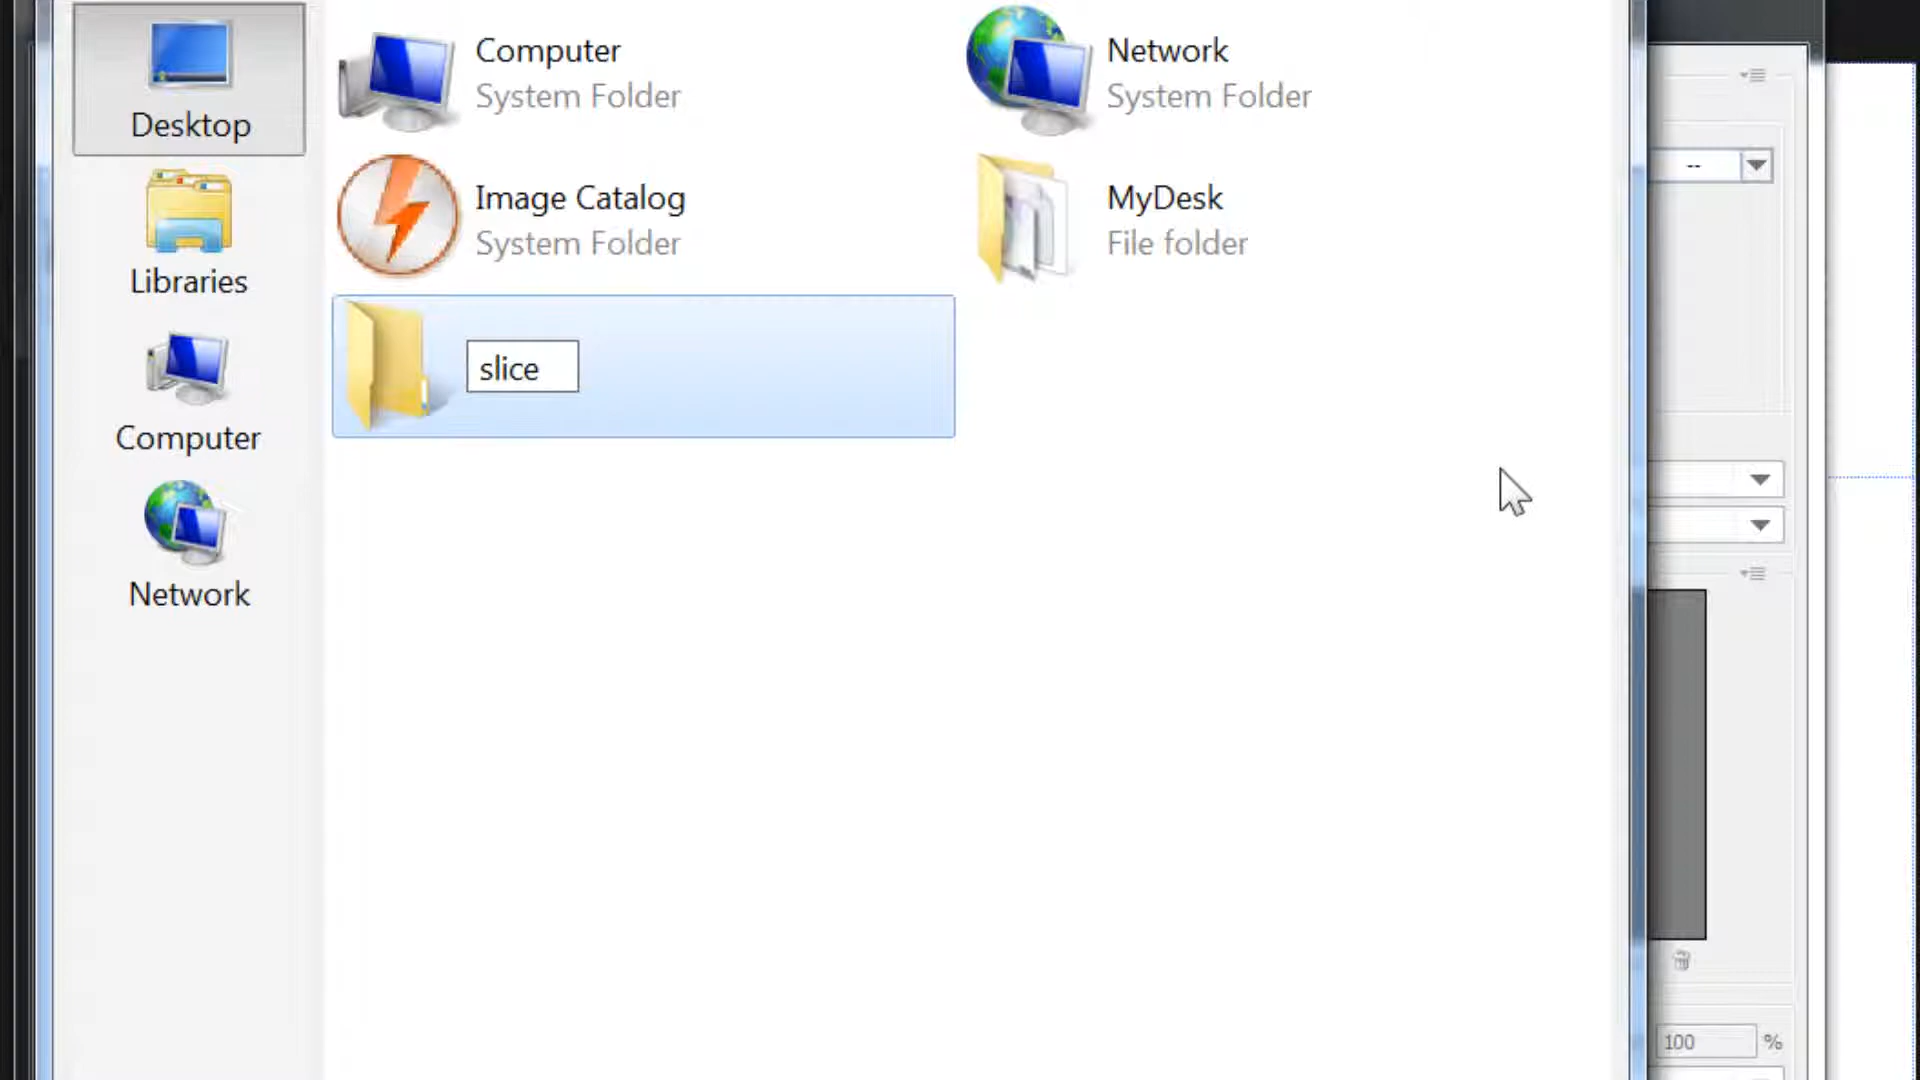 Desktop
Libraries
Computer
Network
Computer
System Folder
Network
System Folder
Image Catalog
System Folder
MyDesk
File folder
slice
--
100 %